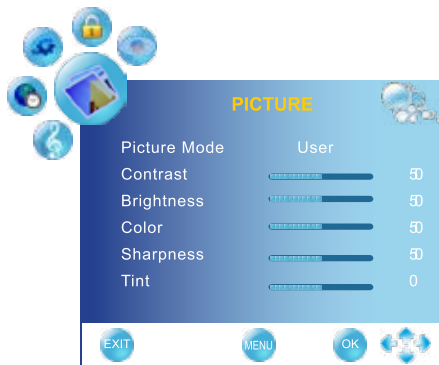 PICTURE
Picture Mode User
Contrast 50
Brightness 50
Color 50
Sharpness 50
Tint 0
EXIT MENU OK